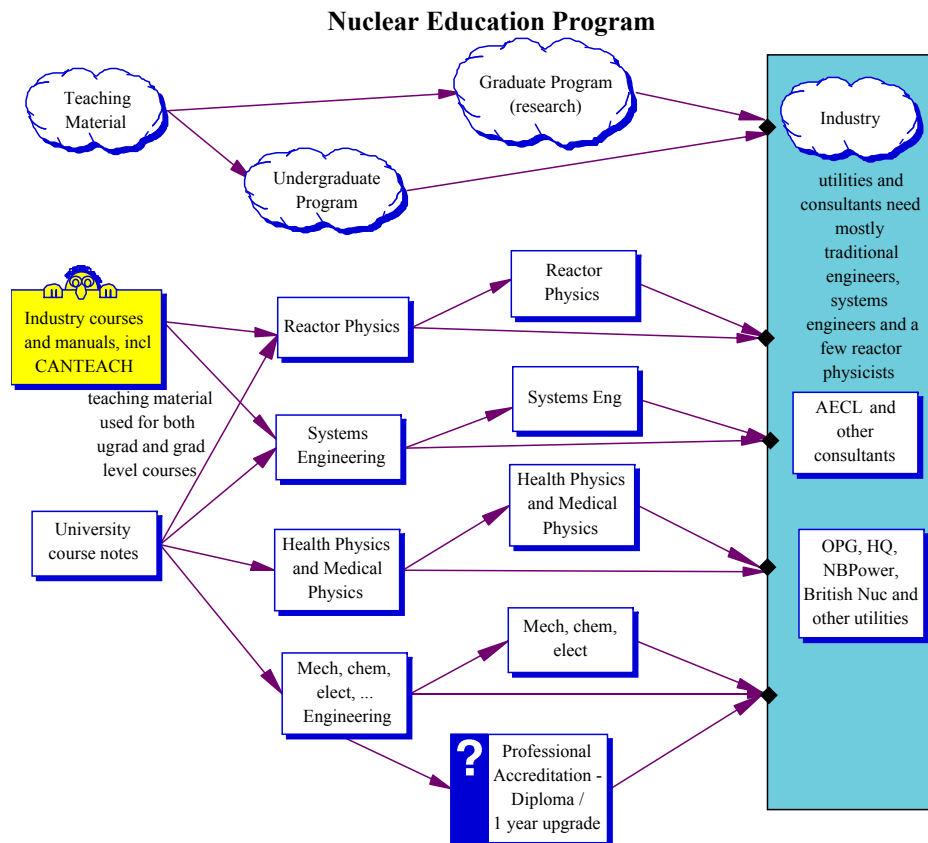 Nuclear Education Program
Teaching
Material
Graduate Program
(research)
Industry
Undergraduate
Program
utilities and
consultants need
mostly
traditional
engineers,
systems
engineers and a
few reactor
physicists
Industry courses
and manuals, incl
CANTEACH
Reactor Physics
Reactor
Physics
teaching material
used for both
ugrad and grad
level courses
Systems
Engineering
Systems Eng
AECL and
other
consultants
University
course notes
Health Physics
and Medical
Physics
Health Physics
and Medical
Physics
OPG, HQ,
NBPower,
British Nuc and
other utilities
Mech, chem,
elect, ...
Engineering
Mech, chem,
elect
?
Professional
Accreditation -
Diploma /
1 year upgrade